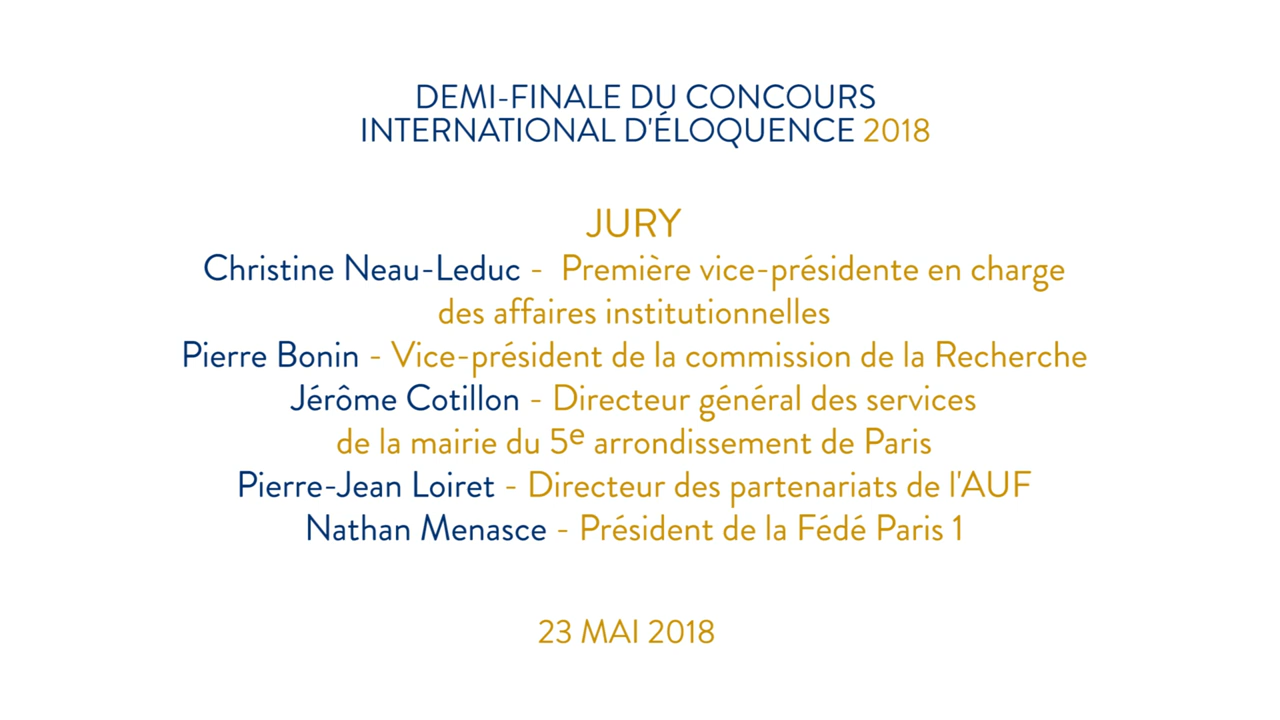 DEMI-FINALE DU CONCOURS
INTERNATIONAL D'ÉLOQUENCE 2018
JURY
Christine Neau-Leduc - Première vice-présidente en charge
des affaires institutionnelles
Pierre Bonin - Vice-président de la commission de la Recherche
Jérôme Cotillon - Directeur général des services
de la mairie du 5e arrondissement de Paris
Pierre-Jean Loiret - Directeur des partenariats de l'AUF
Nathan Menasce - Président de la Fédé Paris 1
23 MAI 2018